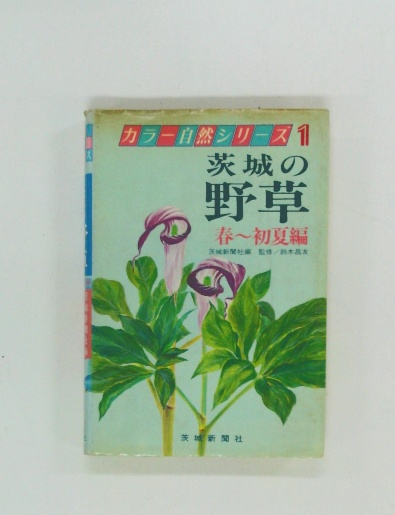 カラー自然シリーズ 1
茨城の
野草
春〜初夏編
茨城新聞社編 監修/鈴木昌友
茨城新聞社